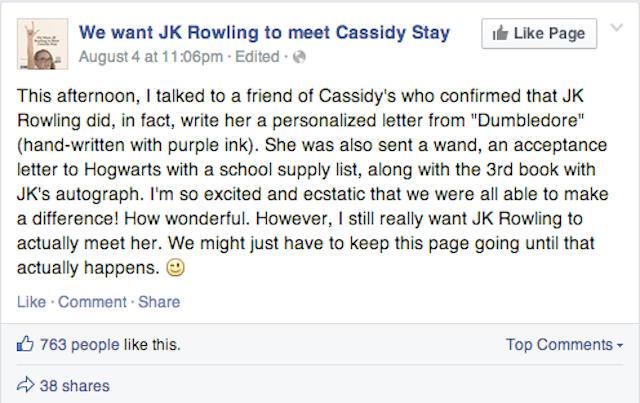 We want JK Rowling to meet Cassidy Stay
Like Page
August 4 at 11:06pm · Edited ·
This afternoon, I talked to a friend of Cassidy's who confirmed that JK
Rowling did, in fact, write her a personalized letter from "Dumbledore"
(hand-written with purple ink). She was also sent a wand, an acceptance
letter to Hogwarts with a school supply list, along with the 3rd book with
JK's autograph. I'm so excited and ecstatic that we were all able to make
a difference! How wonderful. However, I still really want JK Rowling to
actually meet her. We might just have to keep this page going until that
actually happens.
Like · Comment · Share
763 people like this.
Top Comments
38 shares